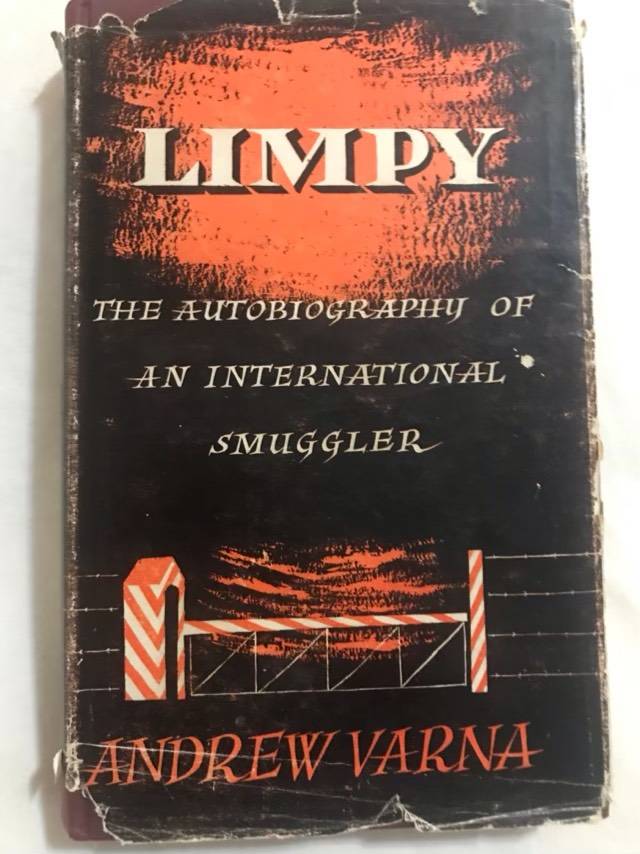 LIMPY
THE AUTOBIOGRAPHY OF
AN INTERNATIONAL
SMUGGLER
ANDREW VARNA